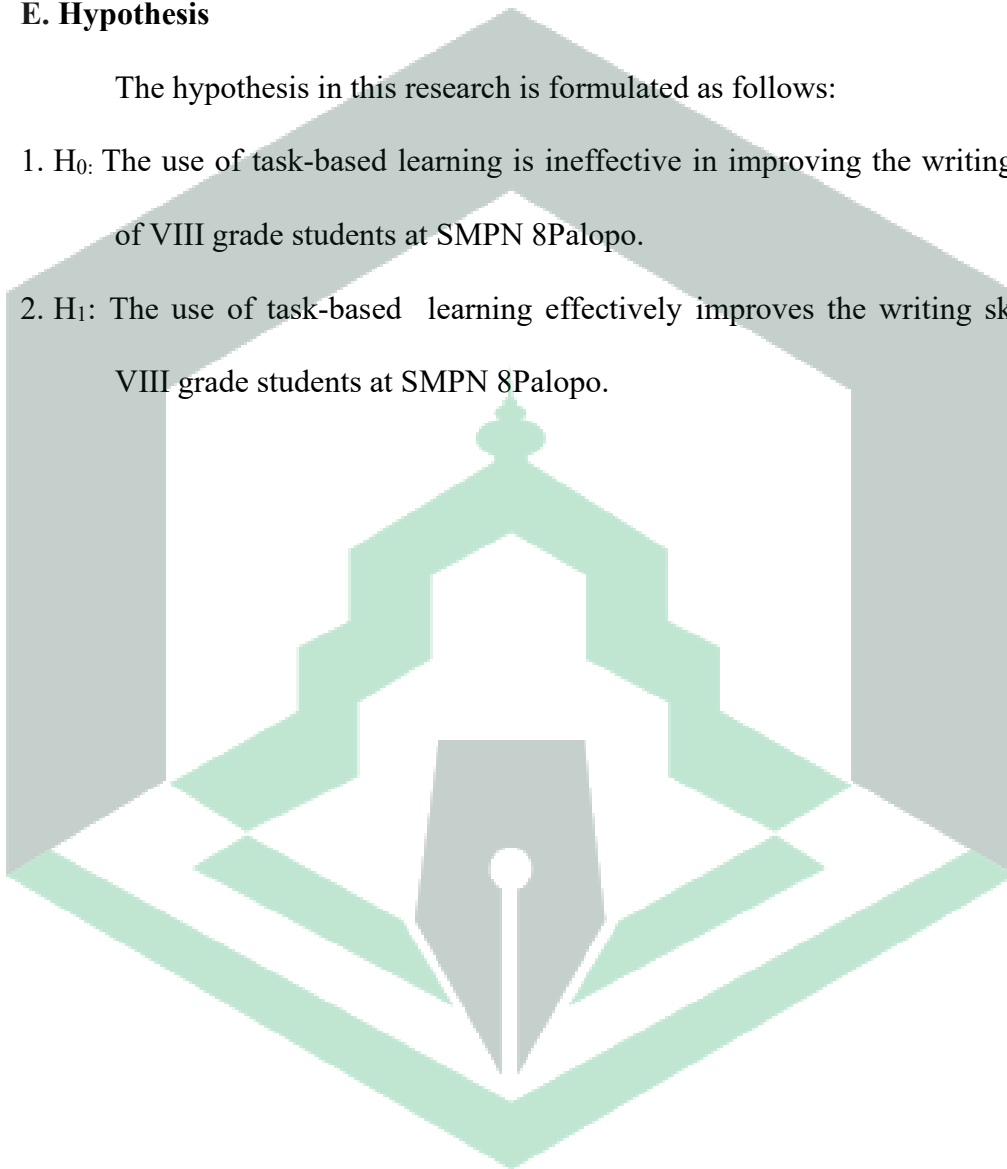 E. Hypothesis
The hypothesis in this research is formulated as follows:
1. H₀: The use of task-based learning is ineffective in improving the writing
of VIII grade students at SMPN 8Palopo.
2. H₁: The use of task-based learning effectively improves the writing
VIII grade students at SMPN 8Palopo.